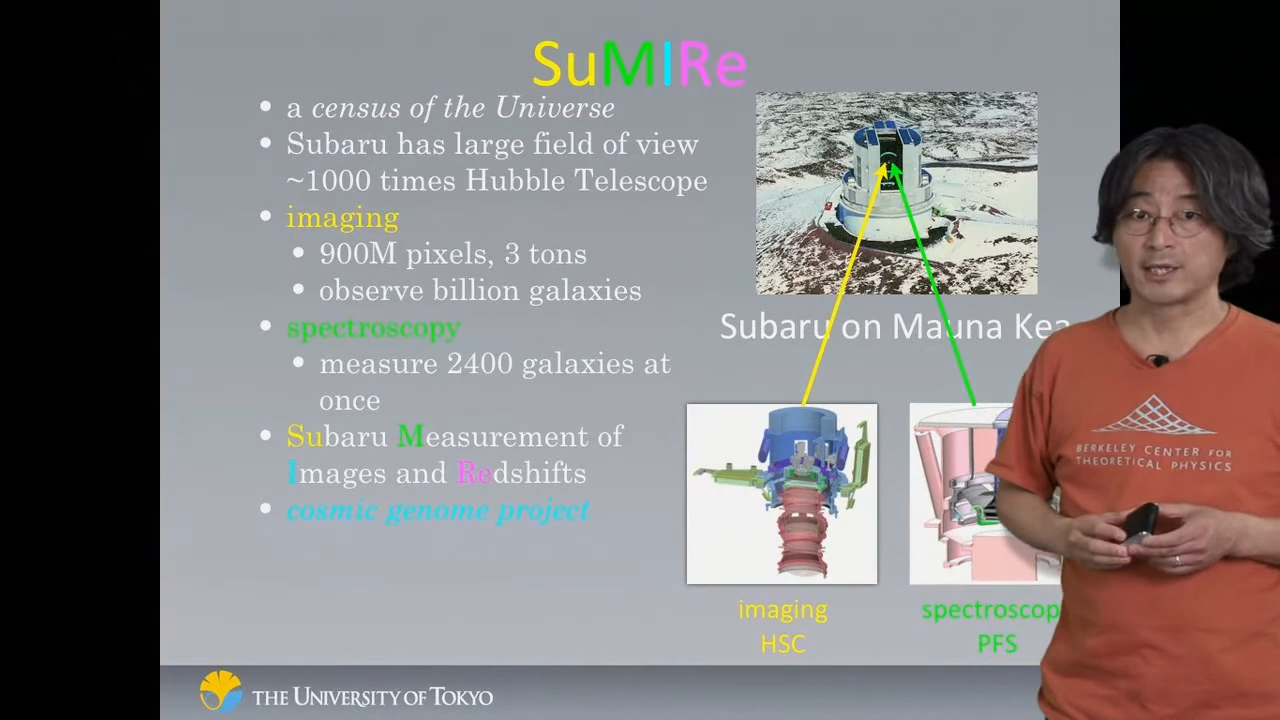 SuMIRe
• a census of the Universe
• Subaru has large field of view
~1000 times Hubble Telescope
• imaging
• 900M pixels, 3 tons
• observe billion galaxies
• spectroscopy
• measure 2400 galaxies at
once
• Subaru Measurement of
Images and Redshifts
• cosmic genome project
Subaru on Mauna Kea
imaging
HSC
spectroscop
PFS
BERKELEY CENTER FOR
THEORETICAL PHYSICS
THE UNIVERSITY OF TOKYO